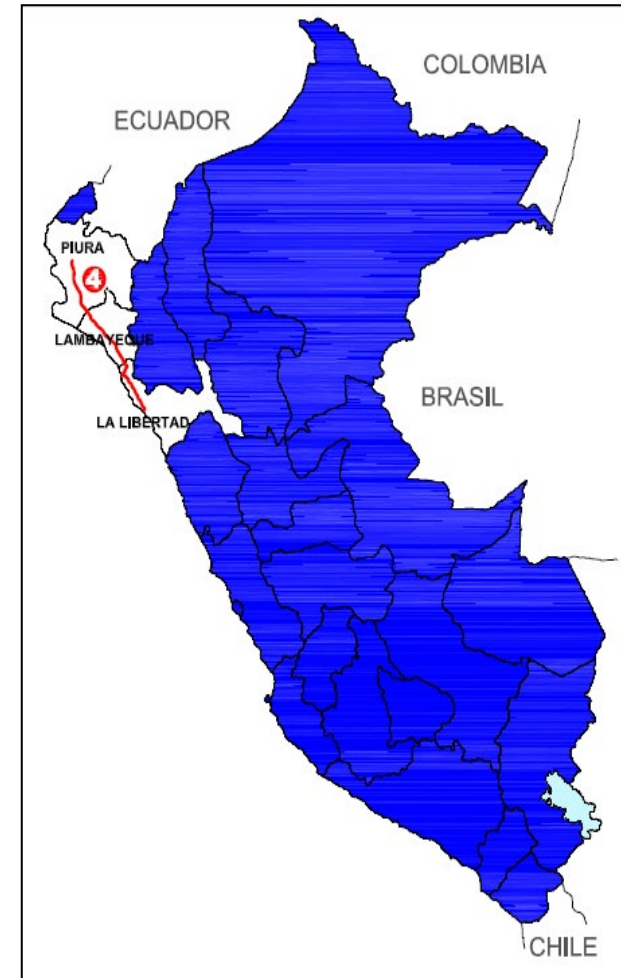 COLOMBIA
ECUADOR
PIURA
4
LAMBAYEQUE
BRASIL
LA LIBERTAD
CHILE